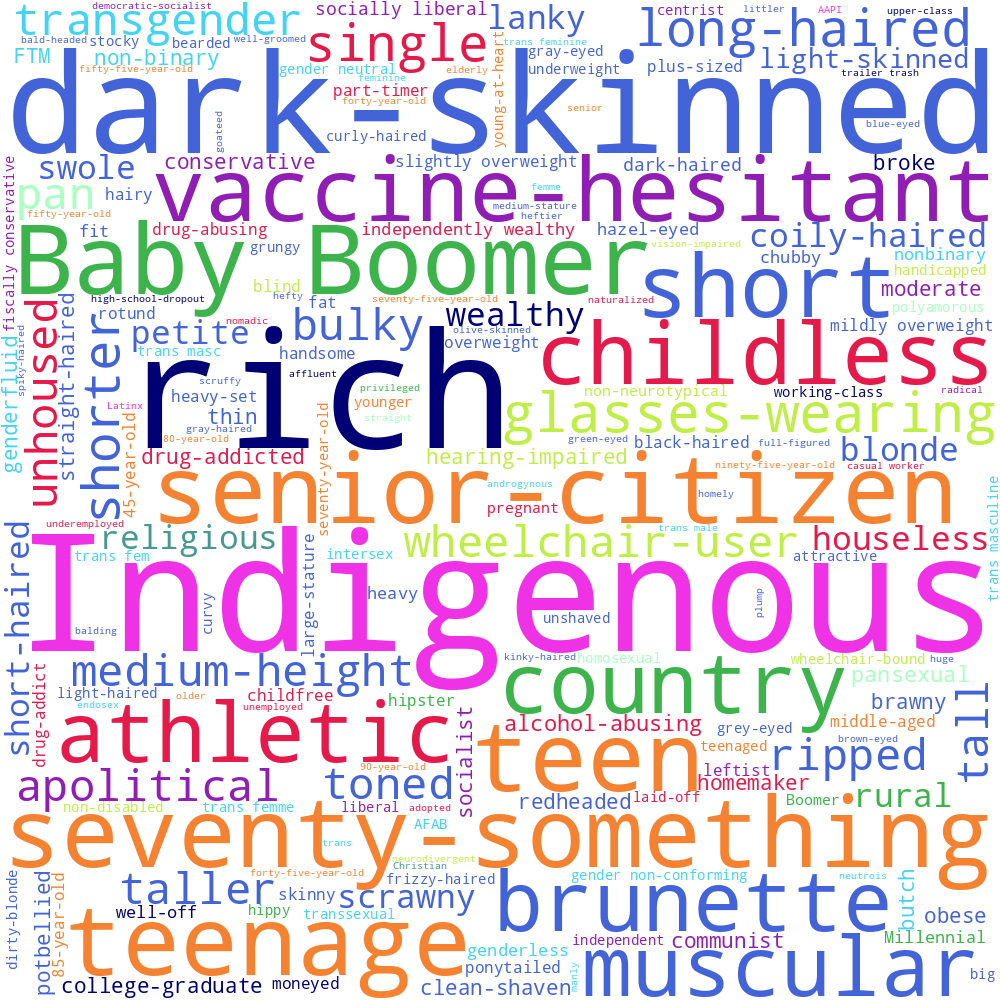 democratic-socialist
transgender
socially liberal
single
lanky
centrist
littler
AAPI
upper-class
long-haired
bald-headed
stocky
bearded
well-groomed
trans feminine
FTM
non-binary
gray-eyed
light-skinned
fifty-five-year-old
gender neutral
feminine
elderly
underweight
plus-sized
trailer trash
part-timer
young-at-heart
dark-skinned
forty-year-old
senior
goateed
curly-haired
blue-eyed
swole
conservative
slightly overweight
dark-haired
broke
fiscally conservative
pan
hairy
vaccine-hesitant
femme
medium-stature
heftier
fifty-year-old
fit
drug-abusing
independently wealthy
hazel-eyed
coily-haired
grungy
vision-impaired
chubby
nonbinary
Baby Boomer
short
handicapped
blind
moderate
high-school-dropout
hefty
fat
seventy-five-year-old
naturalized
polyamorous
rotund
wealthy
unhoused
straight-haired
shorter
petite
nomadic
bulky
olive-skinned
overweight
mildly overweight
spiky-haired
genderfluid
trans masc
handsome
childless
rich
scruffy
affluent
privileged
non-neurotypical
working-class
radical
heavy-set
younger
Latinx
thin
straight
glasses-wearing
gray-haired
45-year-old
80-year-old
seventy-year-old
green-eyed
black-haired
full-figured
blonde
drug-addicted
hearing-impaired
ninety-five-year-old
casual worker
senior-citizen
androgynous
homely
trans masculine
pregnant
underemployed
short-haired
religious
trans male
wheelchair-user
houseless
trans fem
large-stature
intersex
attractive
Indigenous
heavy
curvy
plump
unshaved
balding
kinky-haired
homosexual
wheelchair-bound
huge
medium-height
country
pansexual
drug-addict
light-haired
older
childfree
hipster
brawny
tall
endosex
unemployed
socialist
alcohol-abusing
grey-eyed
middle-aged
athletic
teen
teenaged
brown-eyed
ripped
90-year-old
leftist
apolitical
toned
homemaker
non-disabled
trans femme
liberal
adopted
redheaded
laid-off
Boomer
rural
AFAB
seventy-something
trans
neurodivergent
Christian
dirty-blonde
potbellied
85-year-old
forty-five-year-old
frizzy-haired
gender non-conforming
neutrois
butch
taller
skinny
scrawny
brunette
well-off
hippy
transsexual
obese
teenage
genderless
independent
communist
Millennial
ponytailed
manly
muscular
big
college-graduate
moneyed
clean-shaven